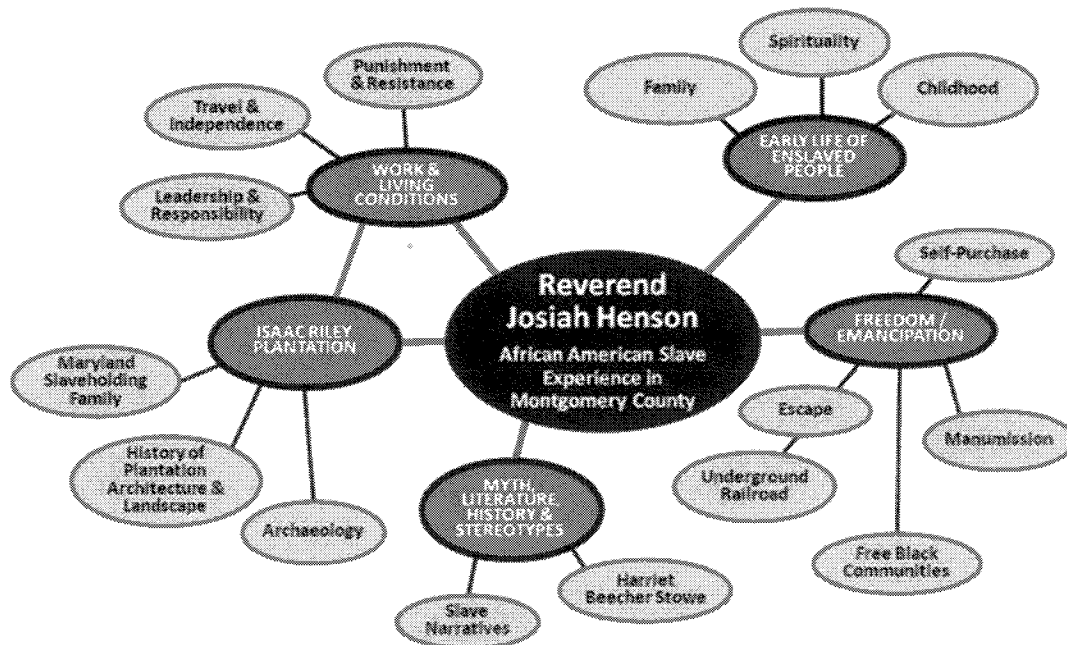 Spirituality
Family
Childhood
EARLY LIFE OF
ENSLAVED
PEOPLE
Punishment
& Resistance
Travel &
Independence
WORK &
LIVING
CONDITIONS
Leadership &
Responsibility
Reverend
Josiah Henson
African American Slave
Experience in
Montgomery County
Self-Purchase
FREEDOM /
EMANCIPATION
Escape
Manumission
Underground
Railroad
Free Black
Communities
ISAAC RILEY
PLANTATION
Maryland
Slaveholding
Family
History of
Plantation
Architecture &
Landscape
Archaeology
MYTH,
LITERATURE
HISTORY &
STEREOTYPES
Slave
Narratives
Harriet
Beecher Stowe